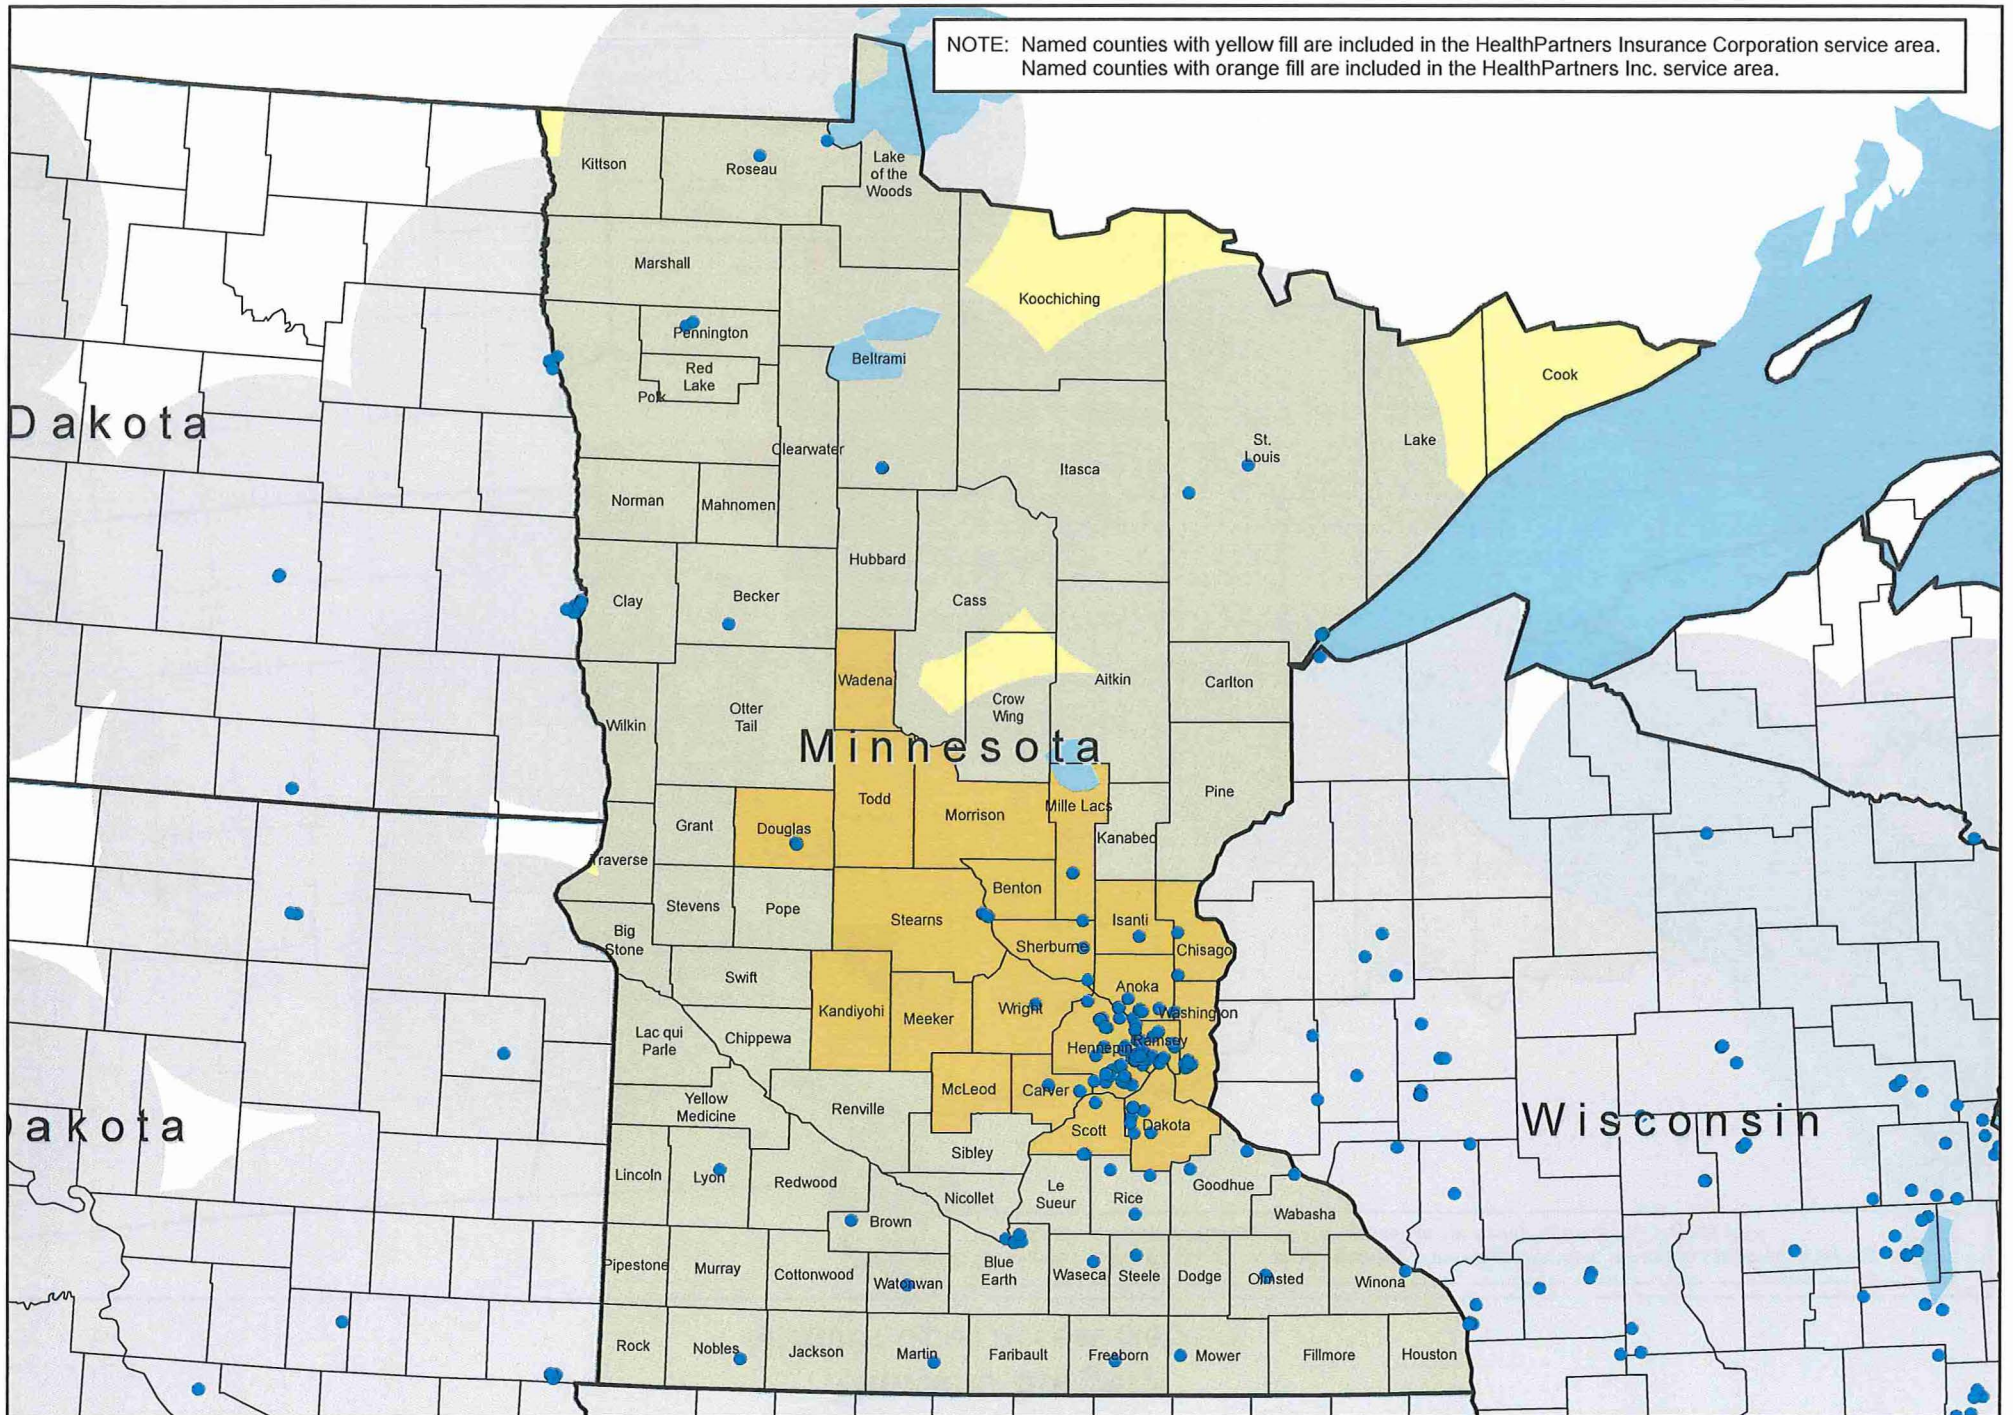 NOTE: Named counties with yellow fill are included in the HealthPartners Insurance Corporation service area.
Named counties with orange fill are included in the HealthPartners Inc. service area.
Kittson
Roseau
Lake
of the
Woods
Marshall
Koochiching
Pennington
Red
Lake
Polk
Beltrami
Cook
Dakota
Clearwater
St.
Louis
Lake
Itasca
Norman
Mahnomen
Hubbard
Clay
Becker
Cass
Wadena
Aitkin
Carlton
Otter
Tail
Crow
Wing
Wilkin
Minnesota
Todd
Morrison
Mille Lacs
Pine
Grant
Douglas
Kanabec
Traverse
Benton
Stevens
Pope
Stearns
Isanti
Big
Stone
Sherburne
Chisago
Swift
Anoka
Kandiyohi
Meeker
Wright
Washington
Lac qui
Parle
Chippewa
Hennepin
Ramsey
McLeod
Carver
Yellow
Medicine
Renville
Dakota
Wisconsin
Scott
Dakota
Sibley
Lincoln
Lyon
Redwood
Nicollet
Le
Sueur
Rice
Goodhue
Wabasha
Brown
Pipestone
Murray
Cottonwood
Watonwan
Blue
Earth
Waseca
Steele
Dodge
Olmsted
Winona
Rock
Nobles
Jackson
Martin
Faribault
Freeborn
Mower
Fillmore
Houston